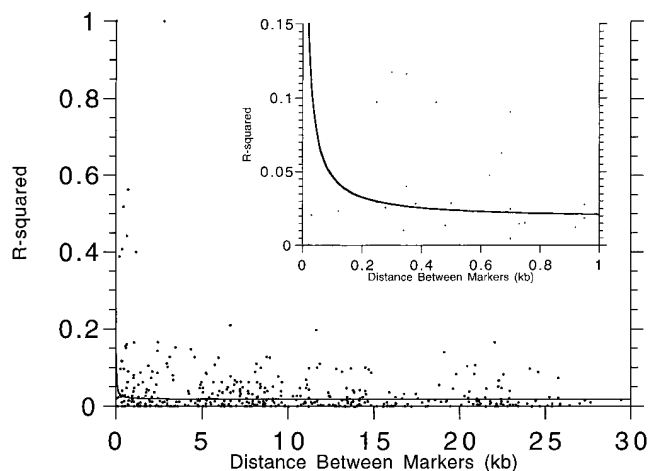 1
0.8
0.6
0.4
0.2
0
R-squared
0 5 10 15 20 25 30
Distance Between Markers (kb)
0.15
0.1
0.05
0
R-squared
0 0.2 0.4 0.6 0.8 1
Distance Between Markers (kb)